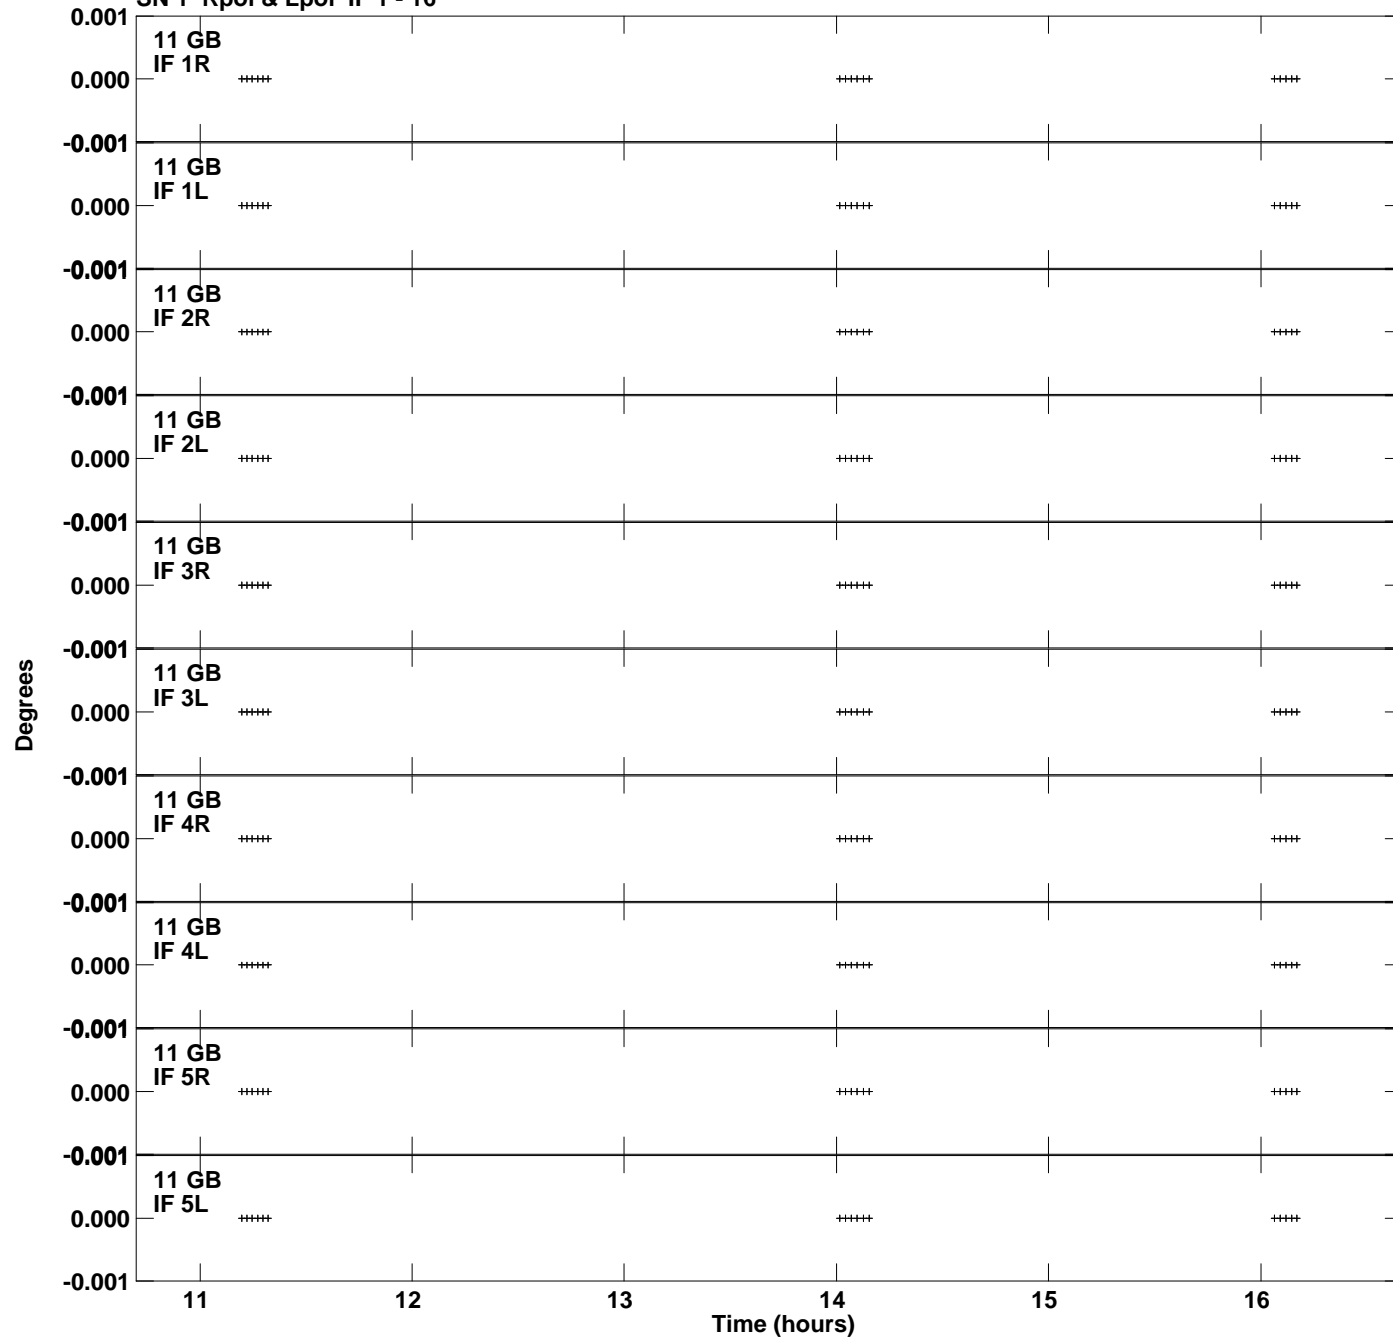 SN 1 Rpol & Lpol IF 1 - 16
0.001
11 GB
IF 1R
0.000
-0.001
11 GB
IF 1L
0.000
-0.001
11 GB
IF 2R
0.000
-0.001
11 GB
IF 2L
0.000
-0.001
11 GB
IF 3R
0.000
-0.001
11 GB
IF 3L
0.000
-0.001
11 GB
IF 4R
0.000
-0.001
11 GB
IF 4L
0.000
-0.001
11 GB
IF 5R
0.000
-0.001
11 GB
IF 5L
0.000
-0.001
Degrees
11 12 13 14 15 16
Time (hours)